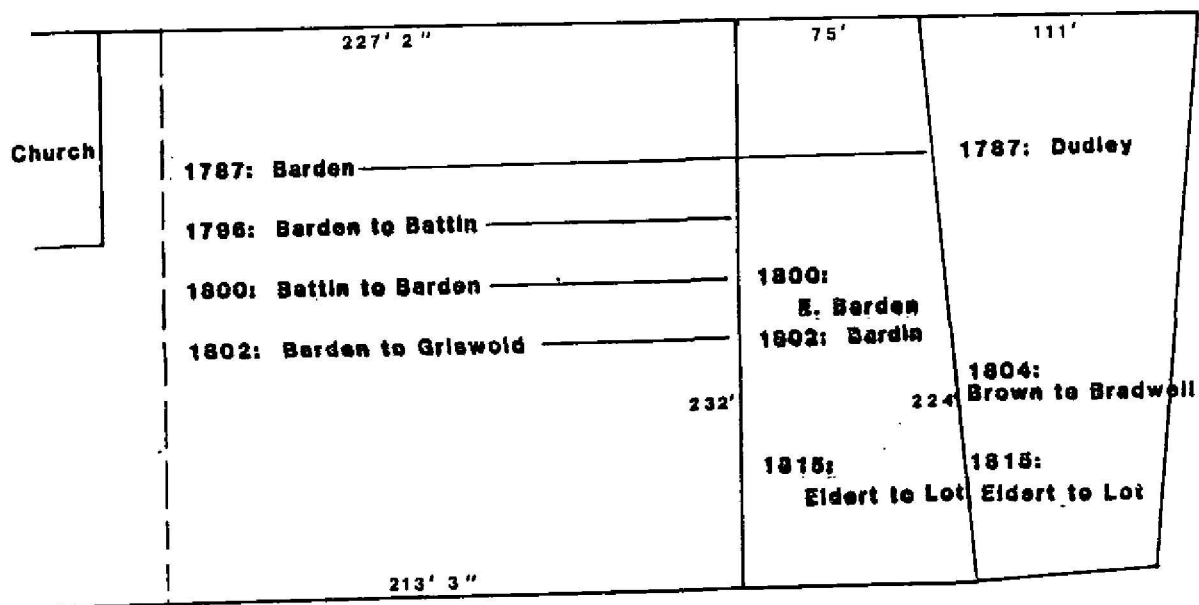 227' 2"
75'
111'
Church
1787: Barden
1787: Dudley
1796: Barden to Battin
1800: Battin to Barden
1800:
E. Barden
1802: Barden to Griswold
1802: Bardin
1804:
Brown to Bradwell
232'
224'
1815:
Eldert to Lot
1815:
Eldert to Lot
213' 3"